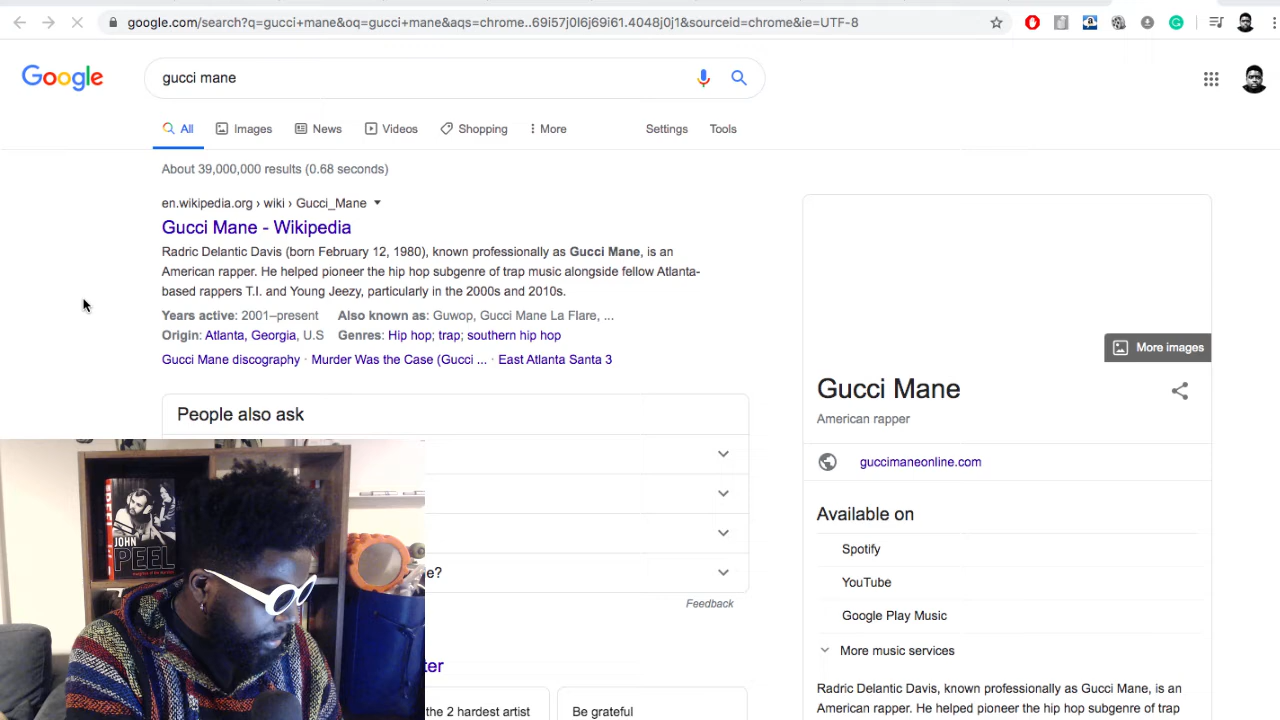 google.com/search?q=gucci+mane&oq=gucci+mane&aqs=chrome..69i57j0l6j69i61.4048j0j1&sourceid=chrome&ie=UTF-8
Google
gucci mane
All Images News Videos Shopping More Settings Tools
About 39,000,000 results (0.68 seconds)
en.wikipedia.org › wiki › Gucci_Mane
Gucci Mane - Wikipedia
Radric Delantic Davis (born February 12, 1980), known professionally as Gucci Mane, is an
American rapper. He helped pioneer the hip hop subgenre of trap music alongside fellow Atlanta-
based rappers T.I. and Young Jeezy, particularly in the 2000s and 2010s.
Years active: 2001–present Also known as: Guwop, Gucci Mane La Flare, ...
Origin: Atlanta, Georgia, U.S Genres: Hip hop; trap; southern hip hop
Gucci Mane discography · Murder Was the Case (Gucci ... · East Atlanta Santa 3
People also ask
e?
Feedback
ter
the 2 hardest artist
Be grateful
JOHN
PEEL
More images
Gucci Mane
American rapper
guccimaneonline.com
Available on
Spotify
YouTube
Google Play Music
More music services
Radric Delantic Davis, known professionally as Gucci Mane, is an
American rapper. He helped pioneer the hip hop subgenre of trap